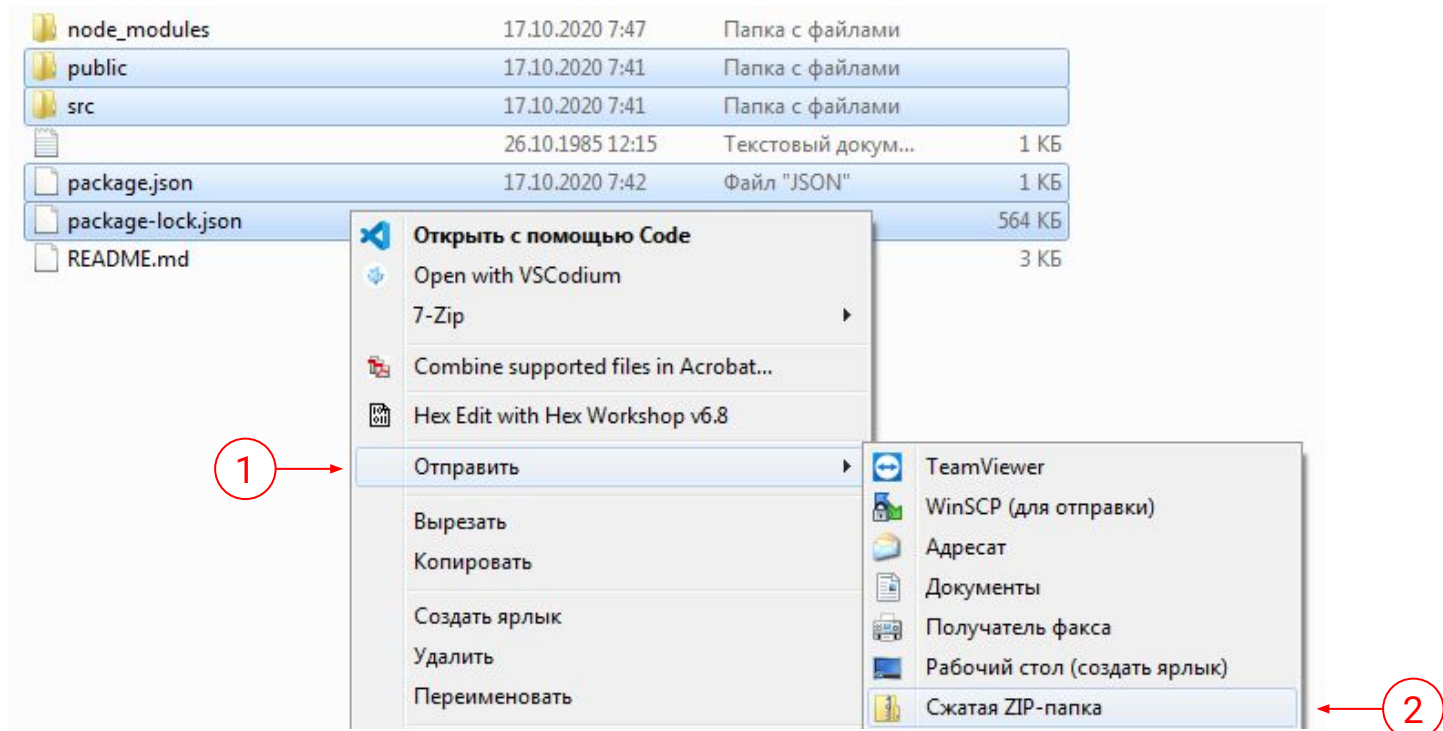 node_modules 17.10.2020 7:47 Папка с файлами
public 17.10.2020 7:41 Папка с файлами
src 17.10.2020 7:41 Папка с файлами
26.10.1985 12:15 Текстовый докум... 1 КБ
package.json 17.10.2020 7:42 Файл "JSON" 1 КБ
package-lock.json 564 КБ
README.md 3 КБ
Открыть с помощью Code
Open with VSCodium
7-Zip
Combine supported files in Acrobat...
Hex Edit with Hex Workshop v6.8
1 Отправить
Вырезать
Копировать
Создать ярлык
Удалить
Переименовать
TeamViewer
WinSCP (для отправки)
Адресат
Документы
Получатель факса
Рабочий стол (создать ярлык)
Сжатая ZIP-папка 2